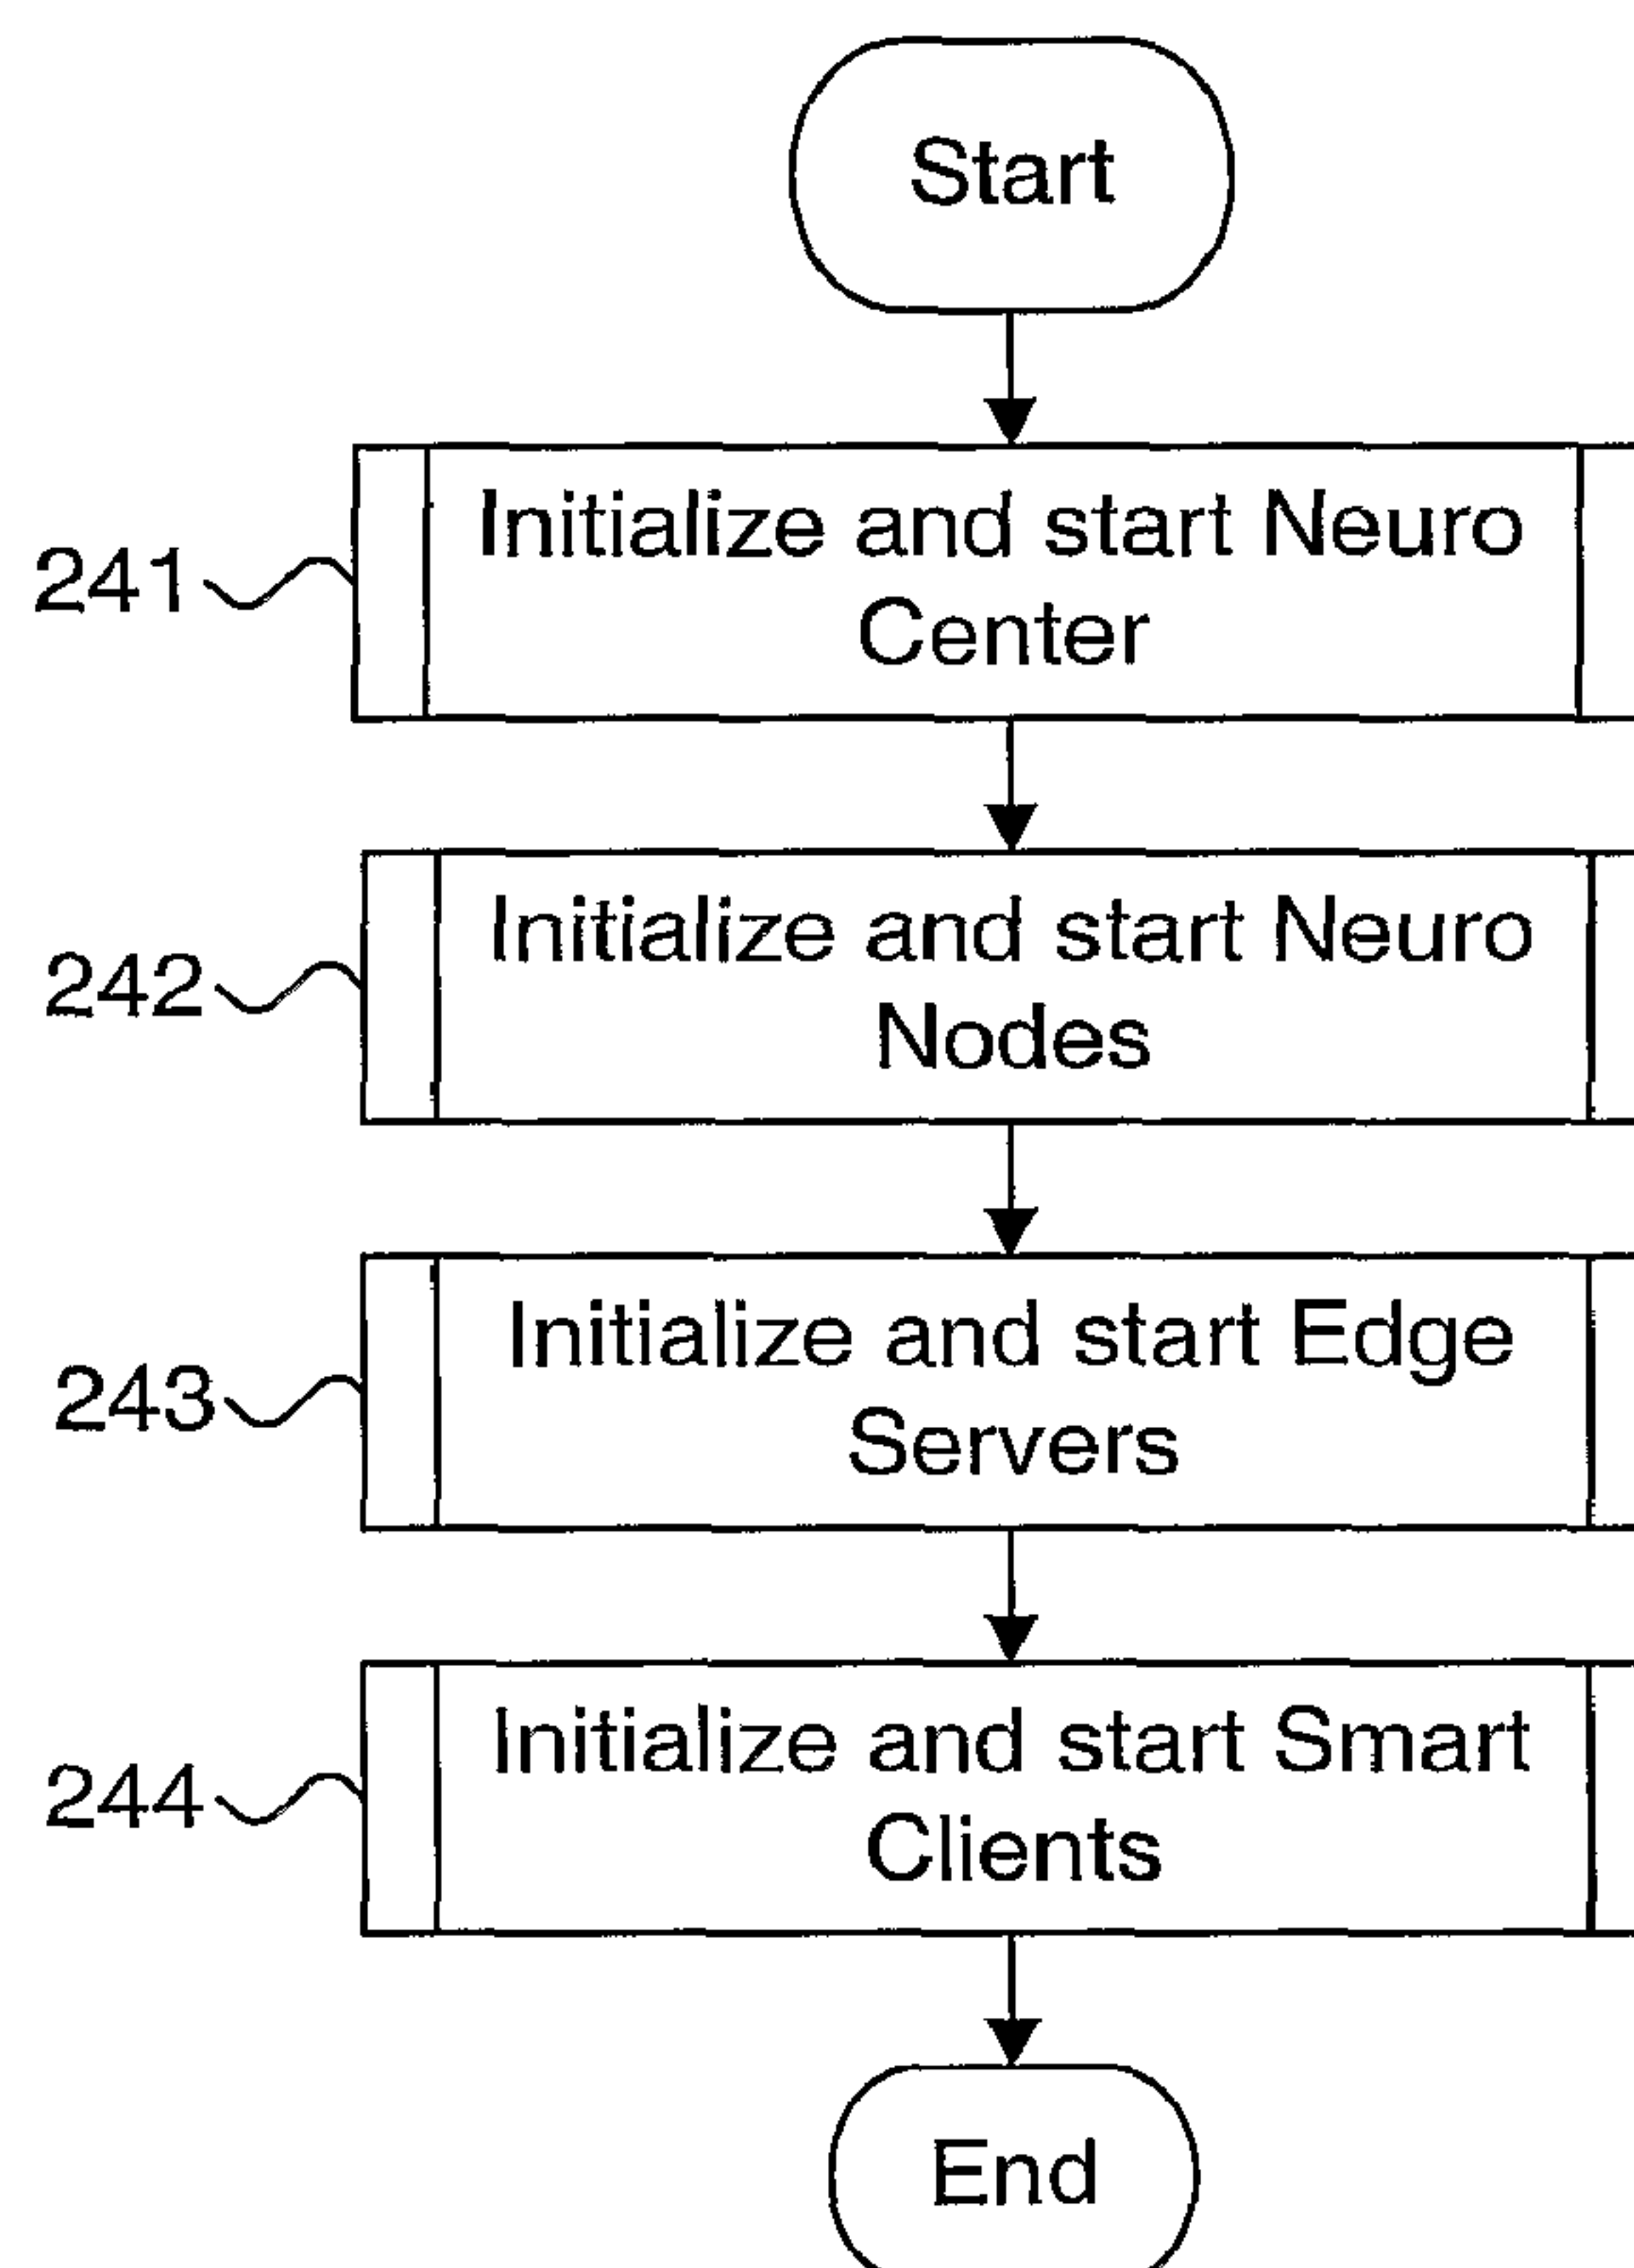 Start
Initialize and start Neuro
Center
241
Initialize and start Neuro
Nodes
242
Initialize and start Edge
Servers
243
Initialize and start Smart
Clients
244
End